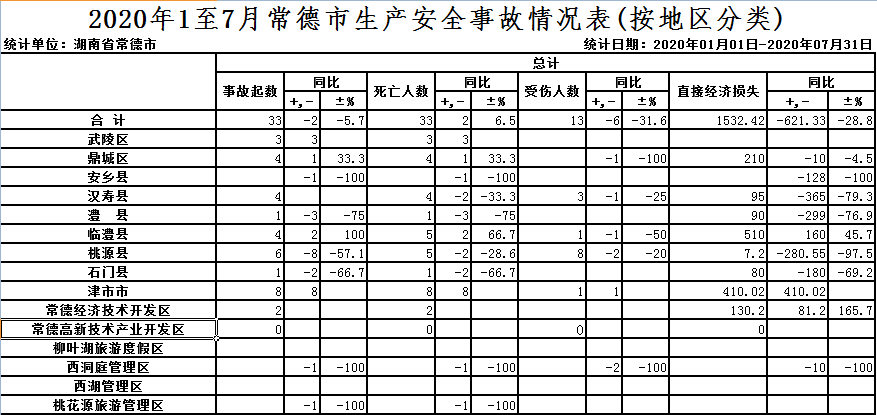 2020年1至7月常德市生产安全事故情况表(按地区分类)
统计单位：湖南省常德市 统计日期：2020年01月01日-2020年07月31日
总计
事故起数 同比 死亡人数 同比 受伤人数 同比 直接经济损失 同比
+,- ±% +,- ±% +,- ±% +,- ±%
合 计 33 -2 -5.7 33 2 6.5 13 -6 -31.6 1532.42 -621.33 -28.8
武陵区 3 3 3 3
鼎城区 4 1 33.3 4 1 33.3 -1 -100 210 -10 -4.5
安乡县 -1 -100 -1 -100 -128 -100
汉寿县 4 4 -2 -33.3 3 -1 -25 95 -365 -79.3
澧 县 1 -3 -75 1 -3 -75 90 -299 -76.9
临澧县 4 2 100 5 2 66.7 1 -1 -50 510 160 45.7
桃源县 6 -8 -57.1 5 -2 -28.6 8 -2 -20 7.2 -280.55 -97.5
石门县 1 -2 -66.7 1 -2 -66.7 80 -180 -69.2
津市市 8 8 8 8 1 1 410.02 410.02
常德经济技术开发区 2 2 130.2 81.2 165.7
常德高新技术产业开发区 0 0 0 0
柳叶湖旅游度假区
西洞庭管理区 -1 -100 -1 -100 -2 -100 -10 -100
西湖管理区
桃花源旅游管理区 -1 -100 -1 -100